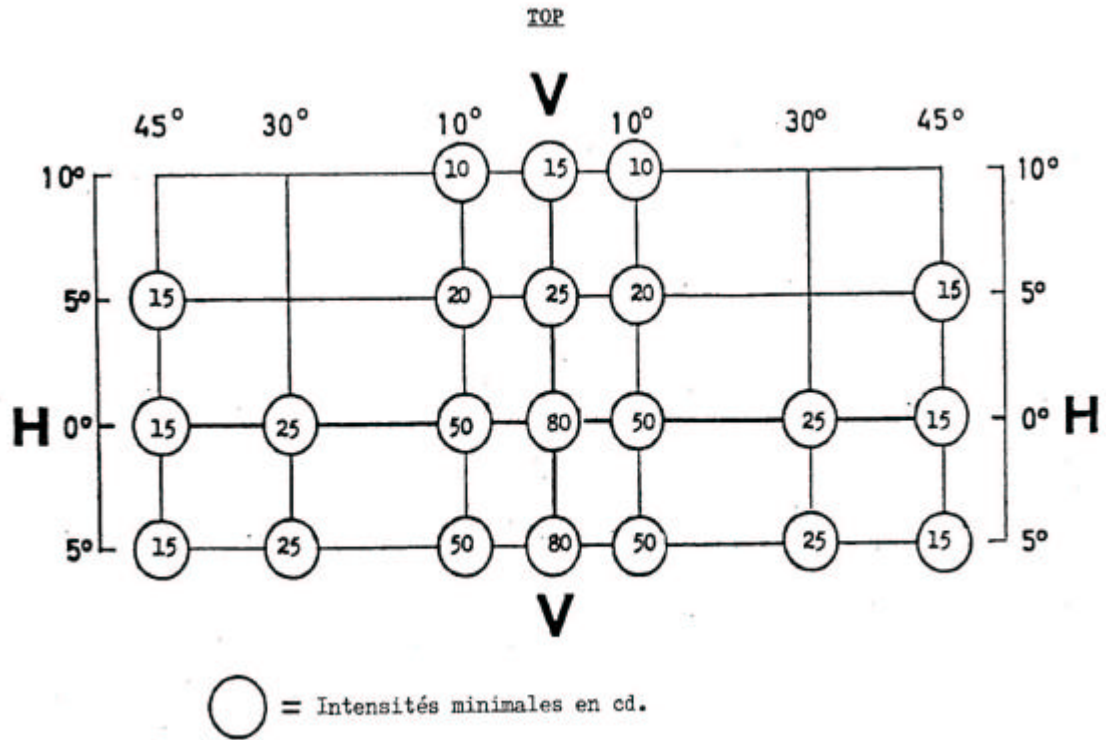 TOP
V
45° 30° 10° 10° 30° 45°
10° 10 15 10 10°
5° 15 20 25 20 15 5°
H 0° 15 25 50 80 50 25 15 0° H
5° 15 25 50 80 50 25 15 5°
V
= Intensités minimales en cd.